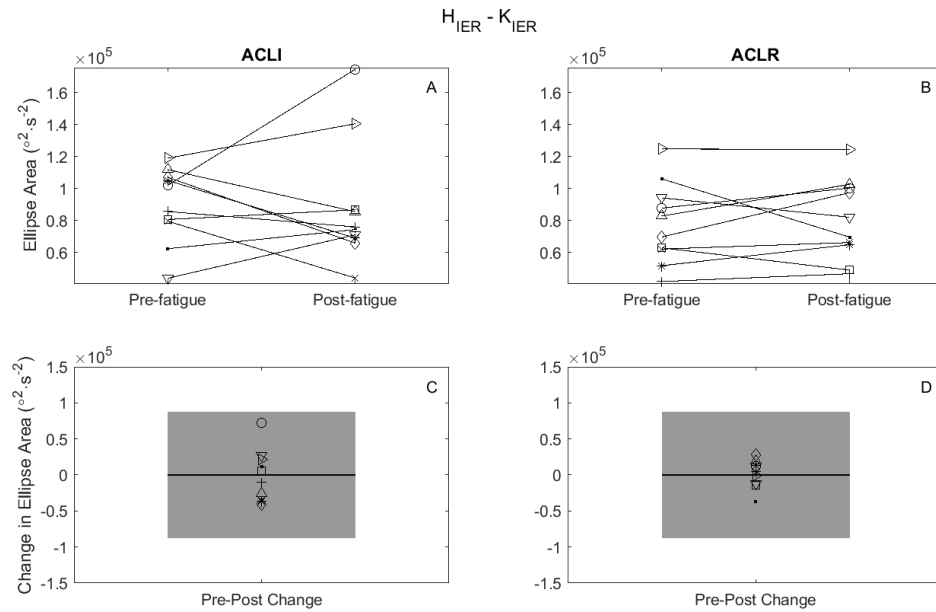 H_IER - K_IER
ACLI
ACLR
×10^5
×10^5
A
B
Ellipse Area (°^2·s^-2)
1.6
1.4
1.2
1
0.8
0.6
1.6
1.4
1.2
1
0.8
0.6
Pre-fatigue Post-fatigue
Pre-fatigue Post-fatigue
×10^5
×10^5
C
D
Change in Ellipse Area (°^2·s^-2)
1.5
1
0.5
0
-0.5
-1
-1.5
1.5
1
0.5
0
-0.5
-1
-1.5
Pre-Post Change
Pre-Post Change